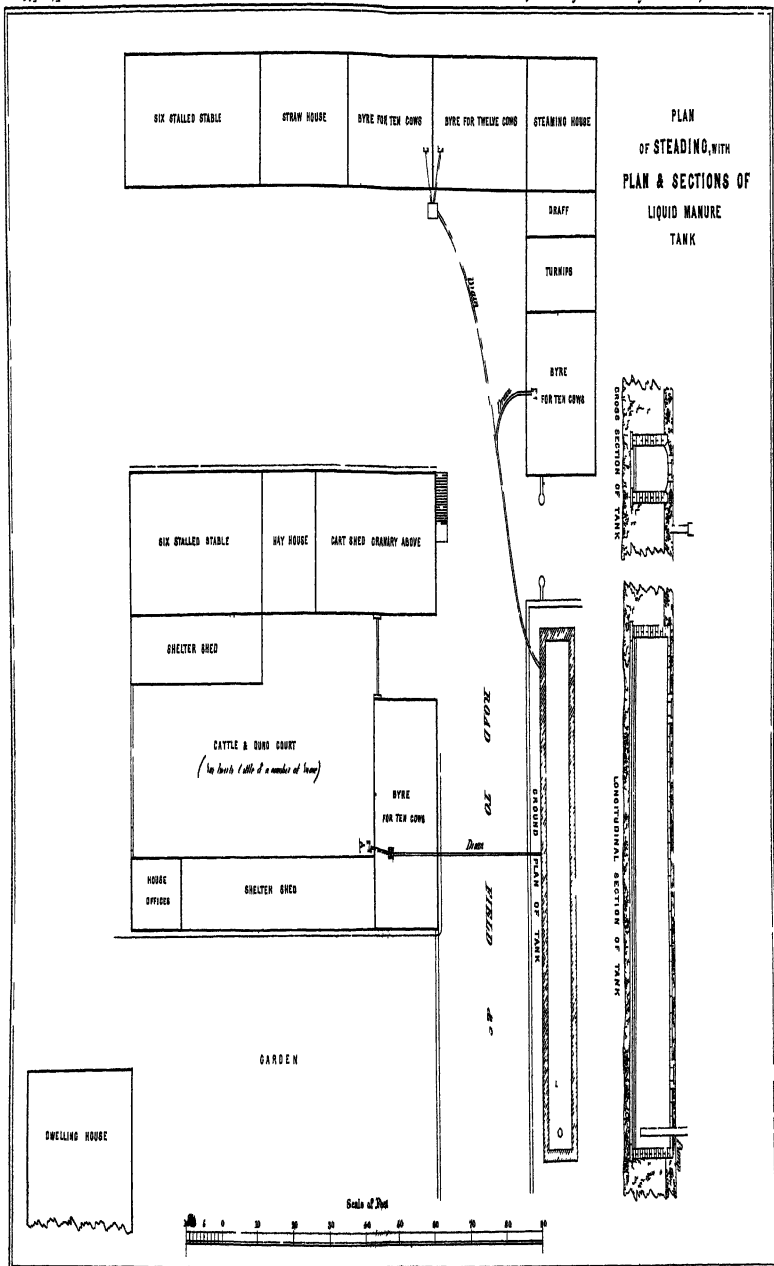 SIX STALLED STABLE
STRAW HOUSE
BYRE FOR TEN COWS
BYRE FOR TWELVE COWS
STEAMING HOUSE
PLAN
OF STEADING, WITH
PLAN & SECTIONS OF
LIQUID MANURE
TANK
DRAFF
TURNIPS
BYRE
FOR TEN COWS
Drain
CROSS SECTION OF TANK
SIX STALLED STABLE
HAY HOUSE
CART SHED GRANARY ABOVE
SHELTER SHED
CATTLE & DUNG COURT
BYRE
FOR TEN COWS
HOUSE
OFFICES
SHELTER SHED
Drain
ROAD TO FIELD &c
GROUND PLAN OF TANK
LONGITUDINAL SECTION OF TANK
GARDEN
DWELLING HOUSE
Scale of Feet
10 5 0 10 20 30 40 50 60 70 80 90